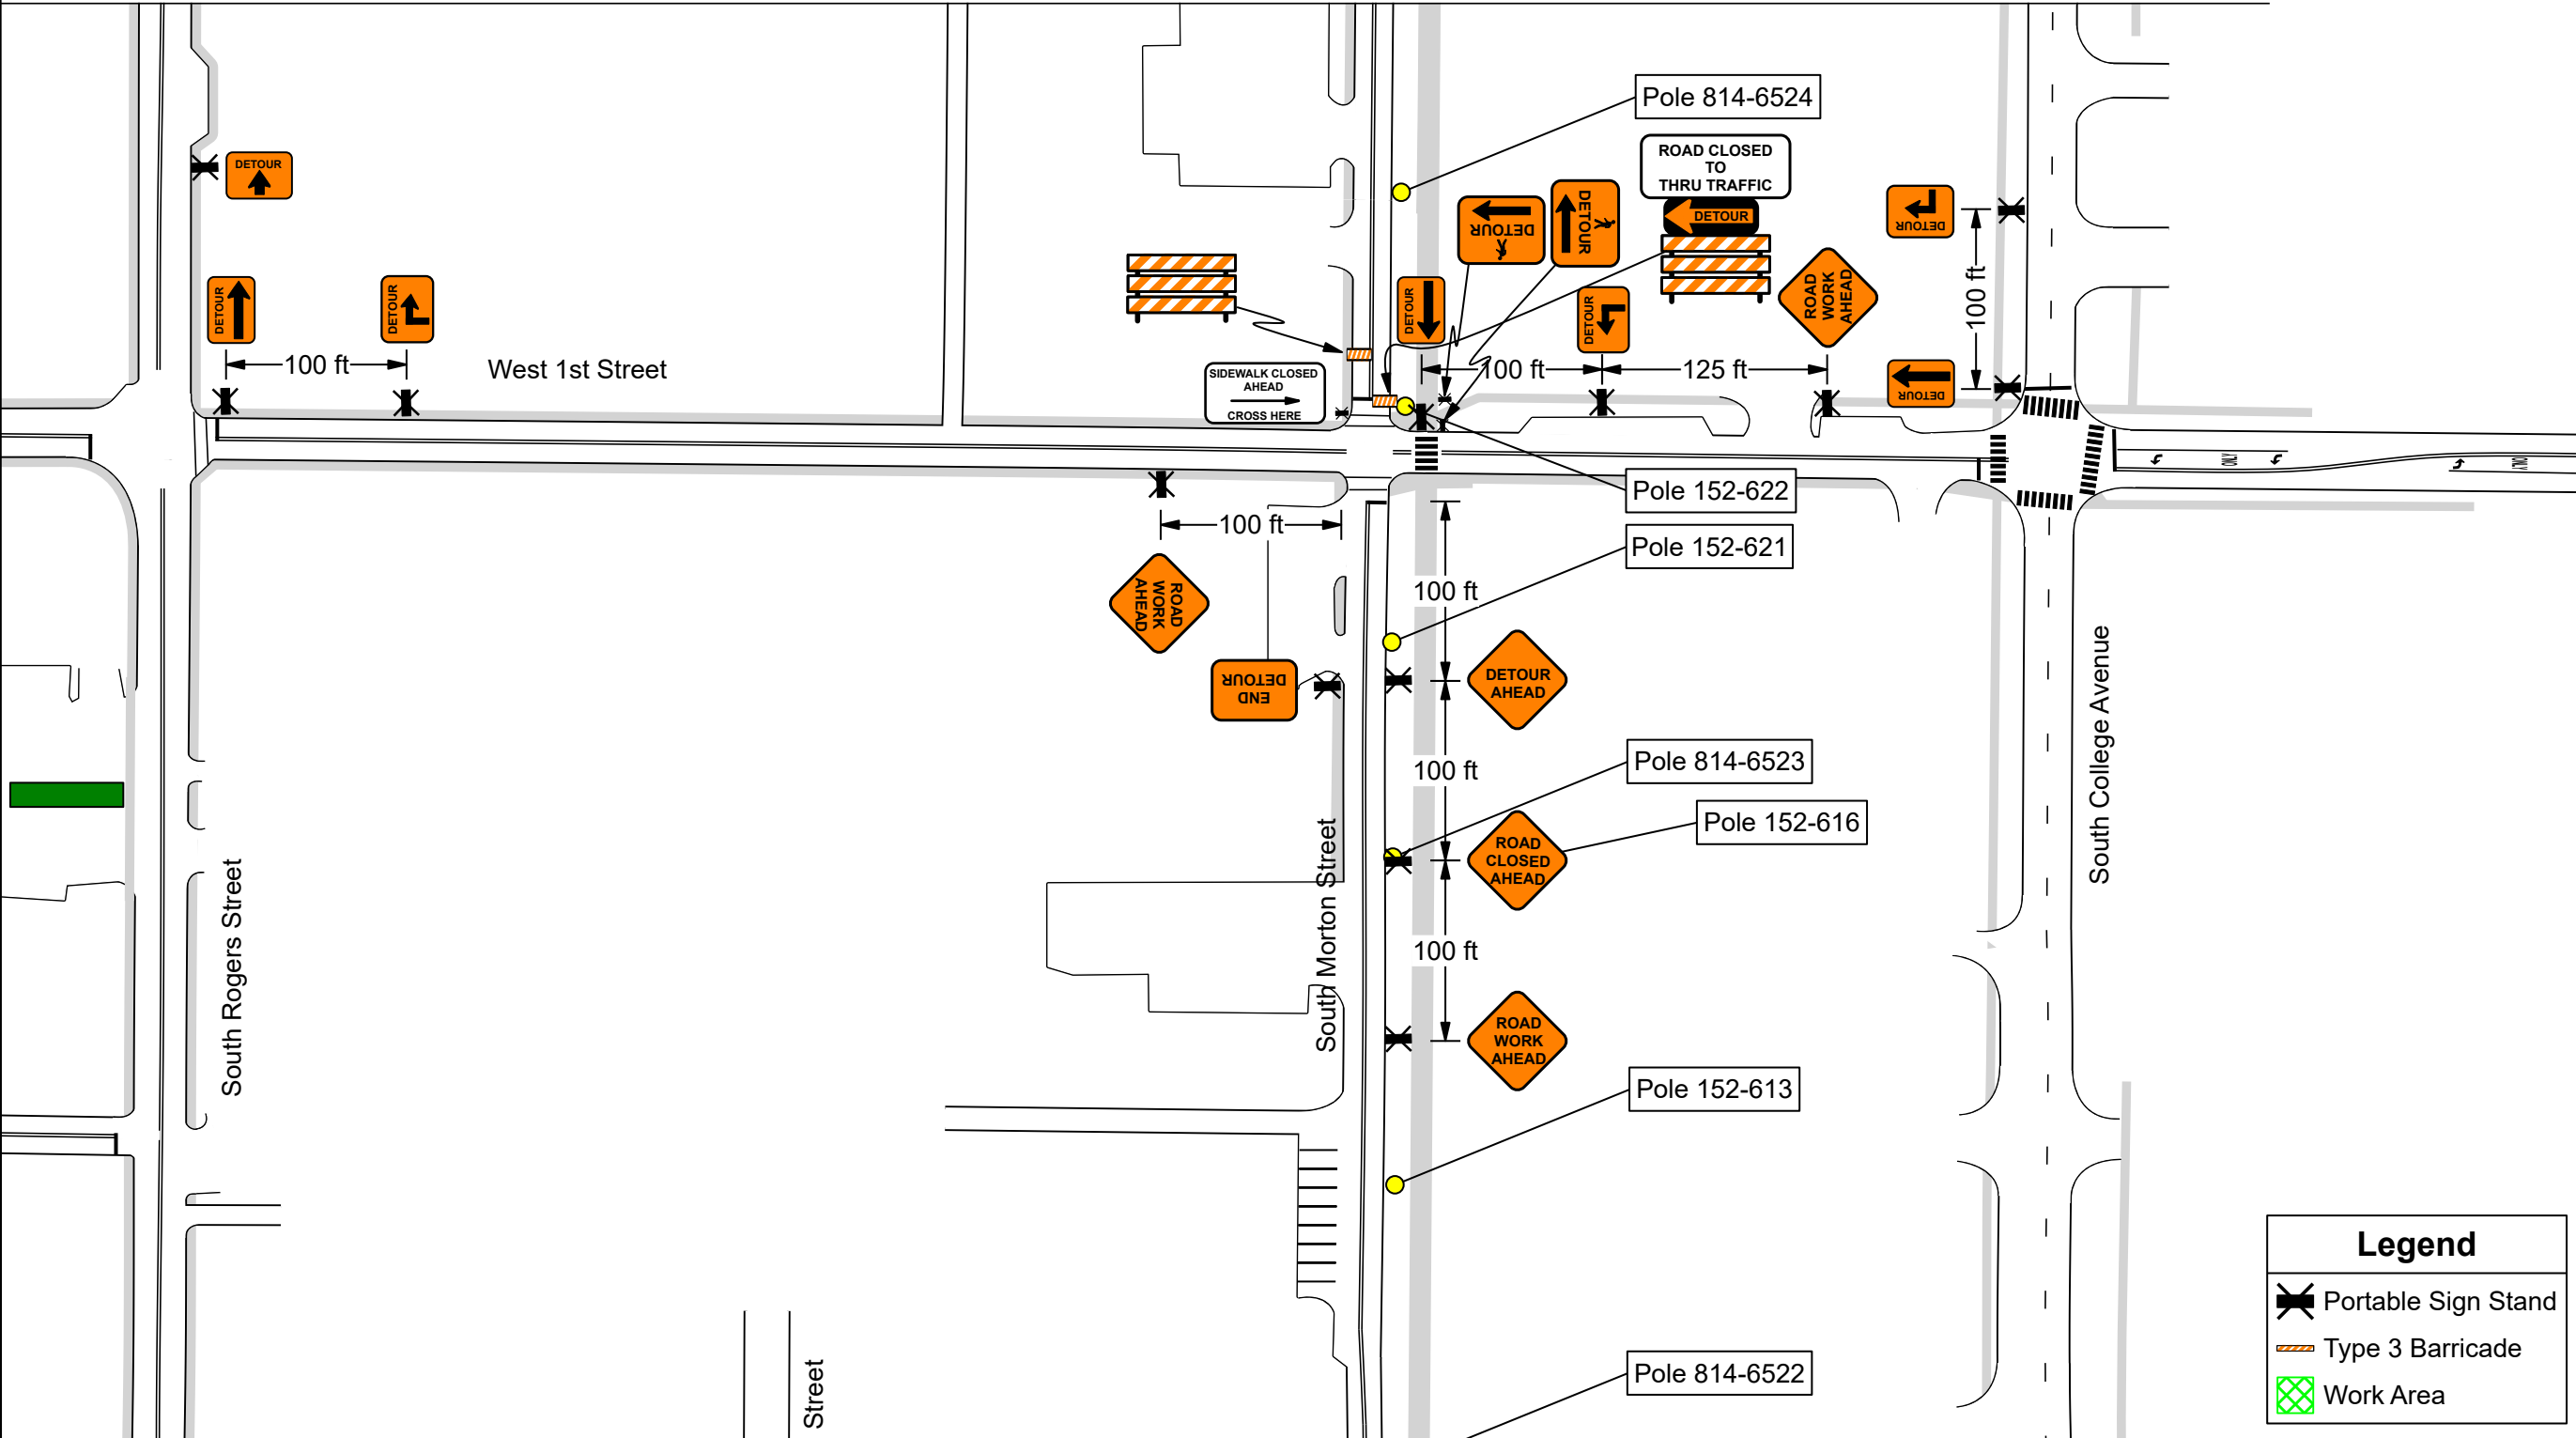 Pole 814-6524
ROAD CLOSED
TO
THRU TRAFFIC
DETOUR
DETOUR
DETOUR
DETOUR
DETOUR
DETOUR
DETOUR
DETOUR
DETOUR
DETOUR
ROAD
WORK
AHEAD
100 ft
DETOUR
100 ft
West 1st Street
SIDEWALK CLOSED
AHEAD
CROSS HERE
100 ft
125 ft
ONLY
ONLY
Pole 152-622
100 ft
Pole 152-621
ROAD
WORK
AHEAD
100 ft
END
DETOUR
DETOUR
AHEAD
Pole 814-6523
100 ft
Pole 152-616
ROAD
CLOSED
AHEAD
South College Avenue
South Morton Street
South Rogers Street
100 ft
ROAD
WORK
AHEAD
Pole 152-613
Pole 814-6522
Street
Legend
Portable Sign Stand
Type 3 Barricade
Work Area